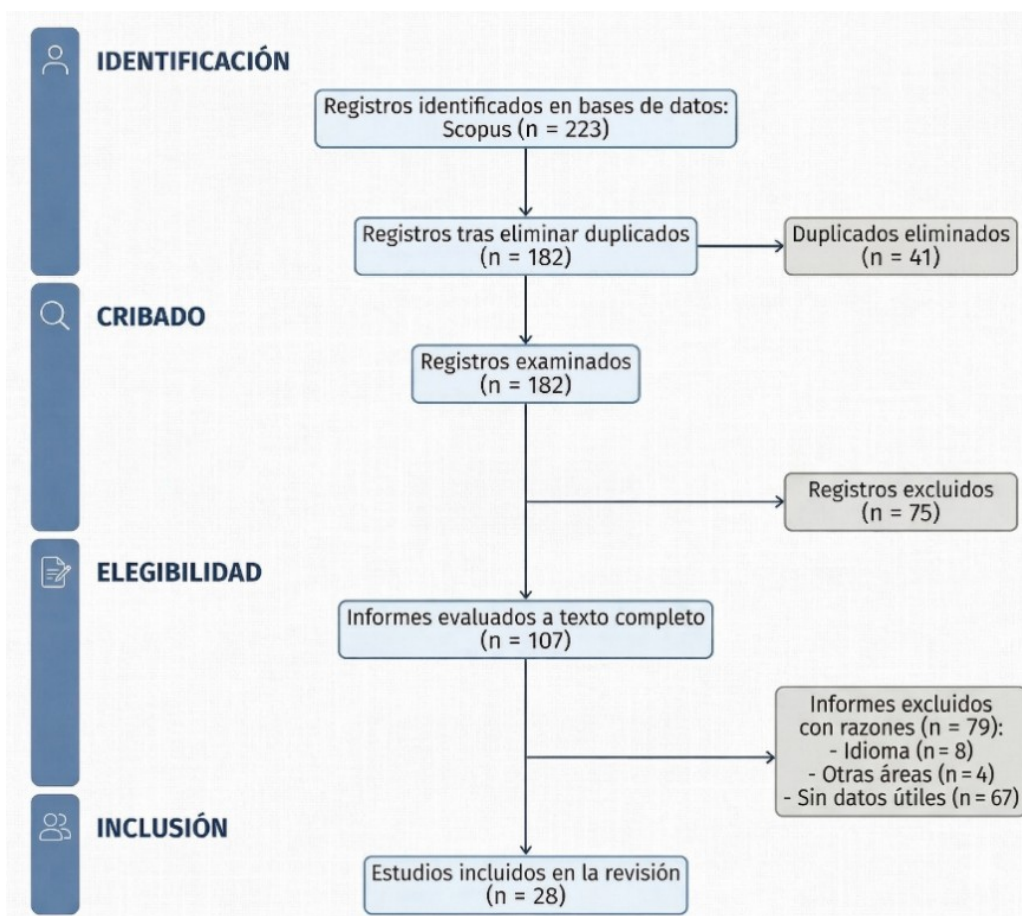 IDENTIFICACIÓN
Registros identificados en bases de datos:
Scopus (n = 223)
Registros tras eliminar duplicados
(n = 182)
Duplicados eliminados
(n = 41)
CRIBADO
Registros examinados
(n = 182)
Registros excluidos
(n = 75)
ELEGIBILIDAD
Informes evaluados a texto completo
(n = 107)
Informes excluidos
con razones (n = 79):
- Idioma (n = 8)
- Otras áreas (n = 4)
- Sin datos útiles (n = 67)
INCLUSIÓN
Estudios incluidos en la revisión
(n = 28)